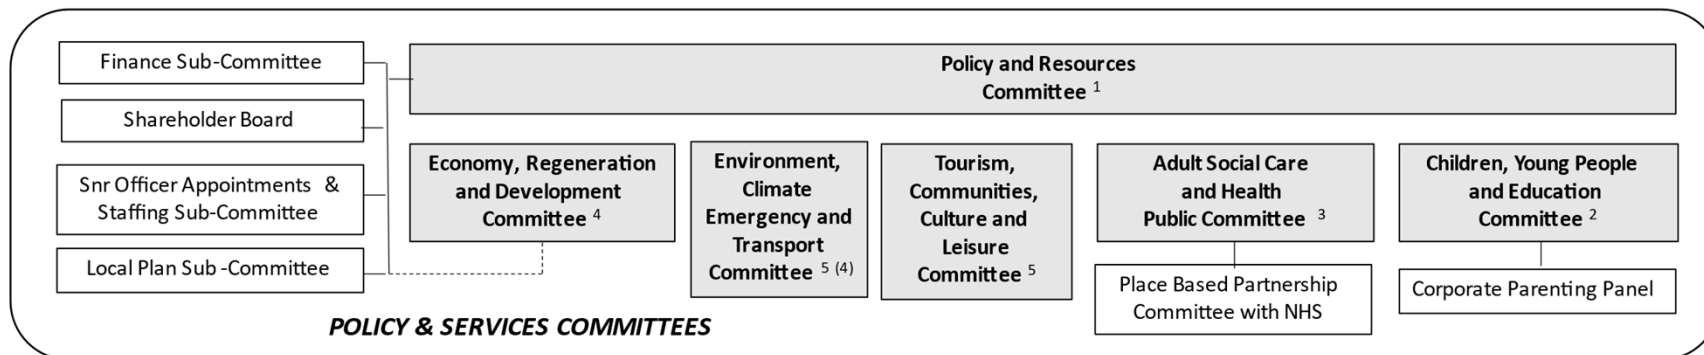 Finance Sub-Committee
Shareholder Board
Snr Officer Appointments &
Staffing Sub-Committee
Local Plan Sub -Committee
Policy and Resources
Committee 1
Economy, Regeneration
and Development
Committee 4
Environment,
Climate
Emergency and
Transport
Committee 5 (4)
Tourism,
Communities,
Culture and
Leisure
Committee 5
Adult Social Care
and Health
Public Committee 3
Place Based Partnership
Committee with NHS
Children, Young People
and Education
Committee 2
Corporate Parenting Panel
POLICY & SERVICES COMMITTEES